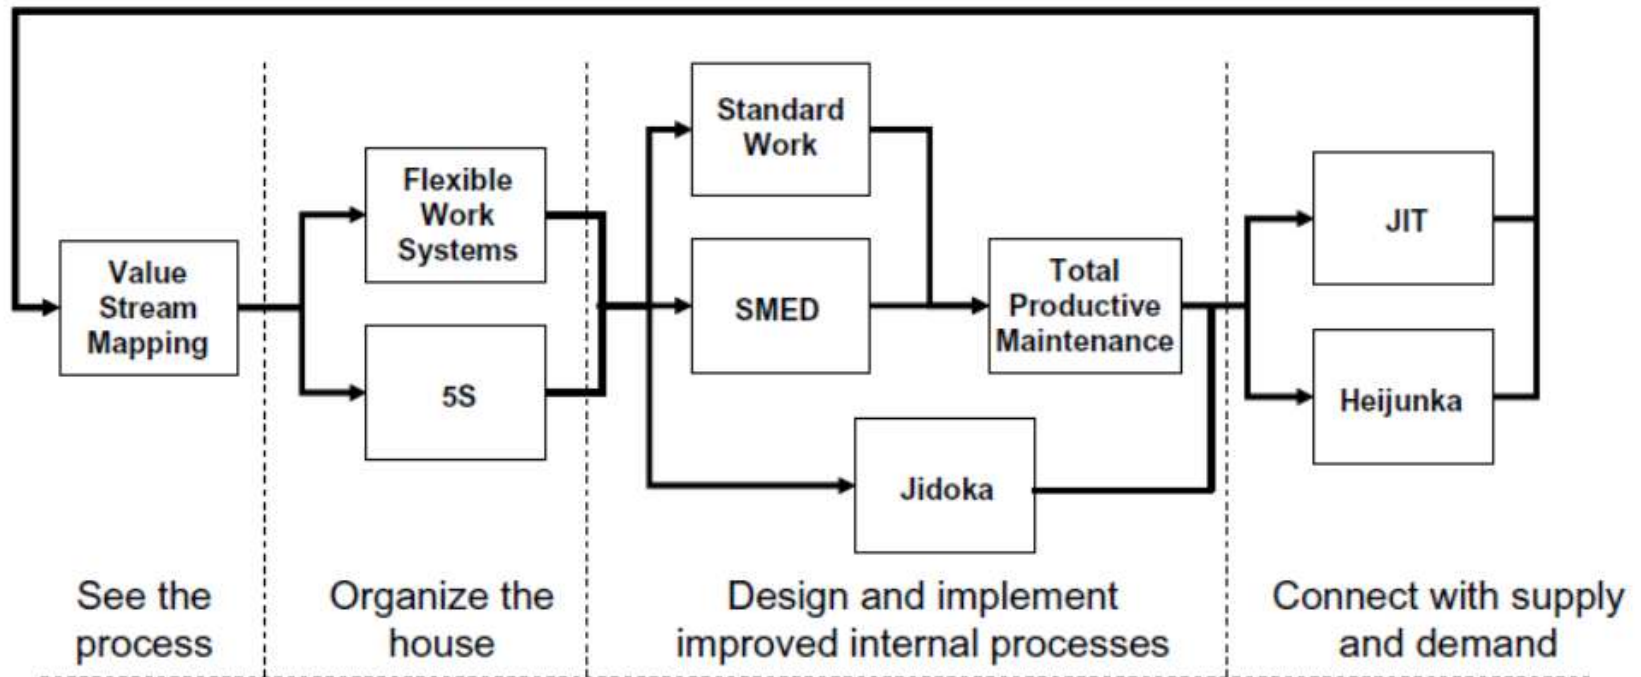 Value
Stream
Mapping
Flexible
Work
Systems
5S
Standard
Work
SMED
Total
Productive
Maintenance
Jidoka
JIT
Heijunka
See the
process
Organize the
house
Design and implement
improved internal processes
Connect with supply
and demand